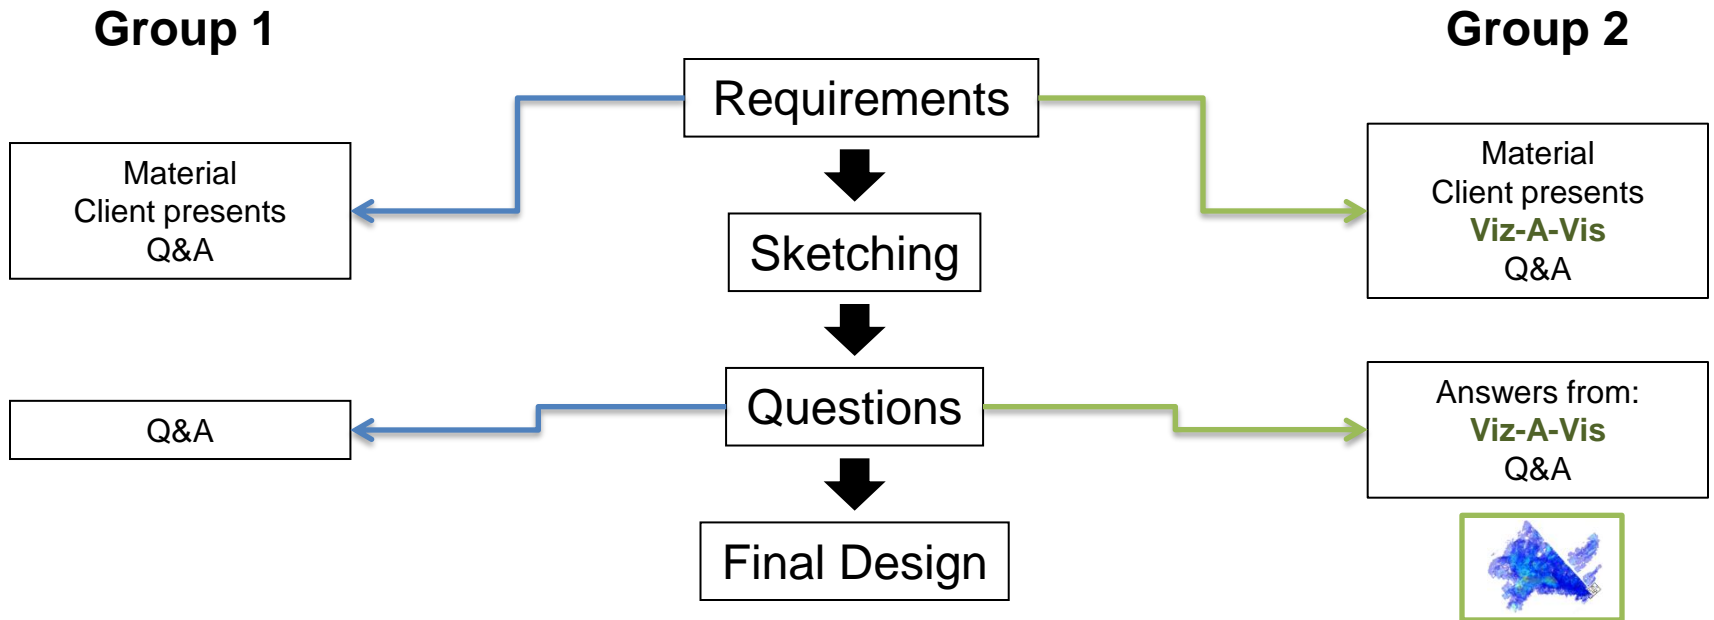 Group 1
Group 2
Requirements
Material
Client presents
Q&A
Material
Client presents
Viz-A-Vis
Q&A
Sketching
Questions
Q&A
Answers from:
Viz-A-Vis
Q&A
Final Design